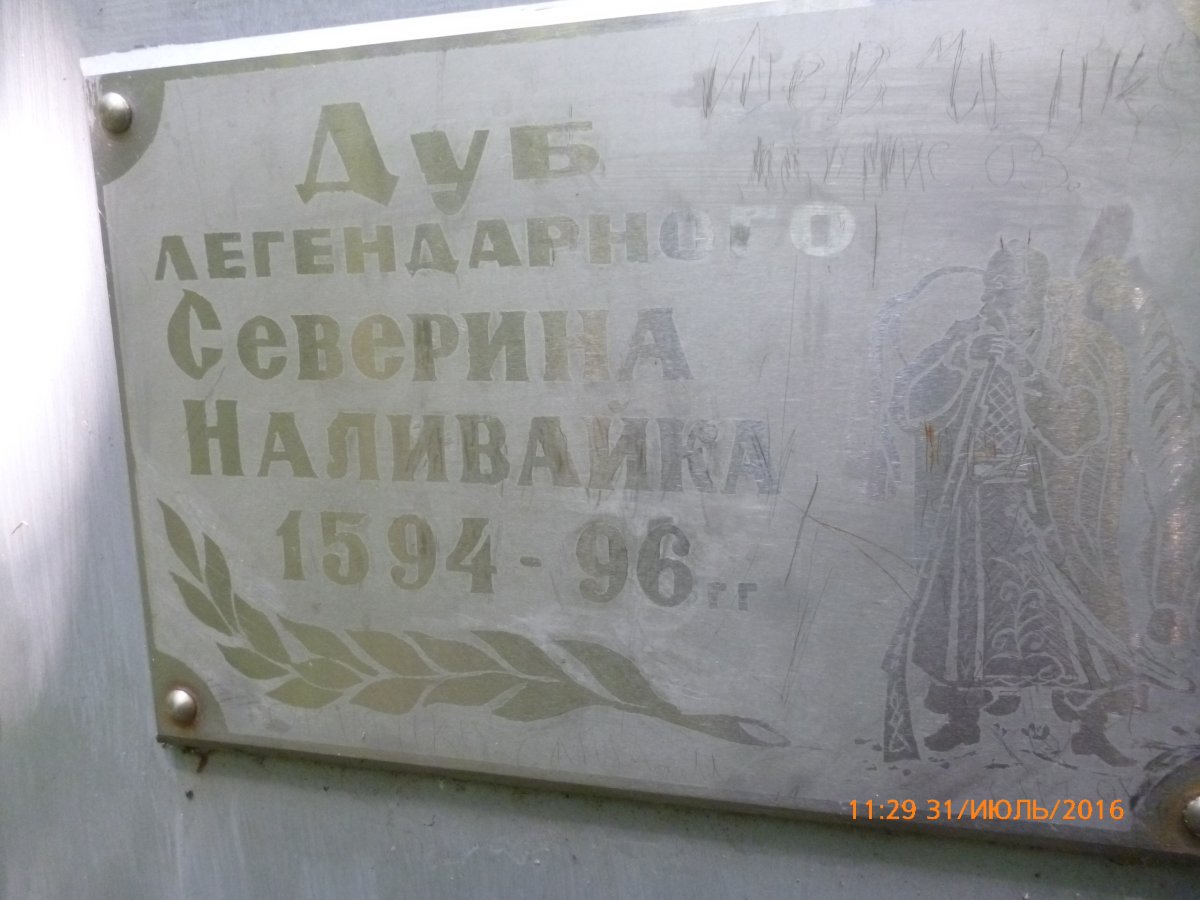 Дуб
легендарного
Северина
Наливайка
1594-96гг
11:29 31/ИЮЛЬ/2016